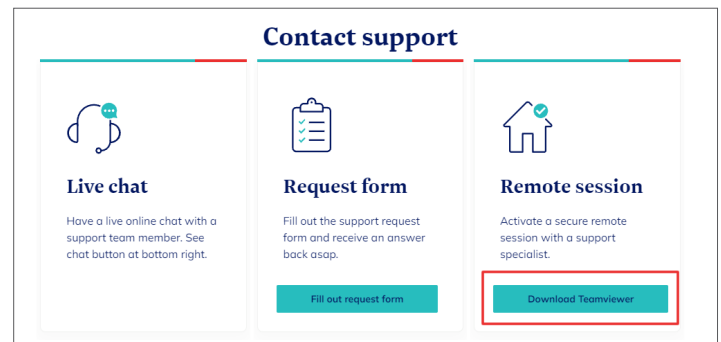 Contact support
Live chat
Have a live online chat with a
support team member. See
chat button at bottom right.
Request form
Fill out the support request
form and receive an answer
back asap.
Fill out request form
Remote session
Activate a secure remote
session with a support
specialist.
Download Teamviewer